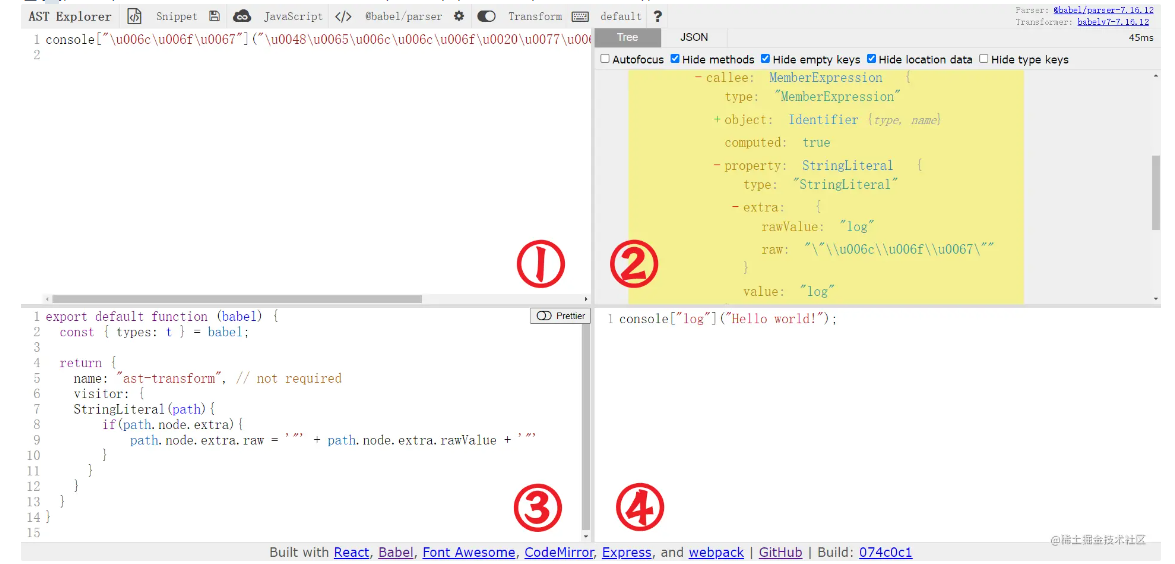 AST Explorer Snippet JavaScript </> @babel/parser Transform default ?
Parser: @babel/parser-7.16.12
Transformer: babelv7-7.16.12
45ms
1 console["\u006c\u006f\u0067"]("\u0048\u0065\u006c\u006c\u006f\u0020\u0077\u00
2
①
Tree JSON
Autofocus Hide methods Hide empty keys Hide location data Hide type keys
- callee: MemberExpression {
type: "MemberExpression"
+ object: Identifier {type, name}
computed: true
- property: StringLiteral {
type: "StringLiteral"
- extra: {
rawValue: "log"
raw: "\"\\u006c\\u006f\\u0067\""
}
value: "log"
②
1 export default function (babel) {
2 const { types: t } = babel;
3
4 return {
5 name: "ast-transform", // not required
6 visitor: {
7 StringLiteral(path){
8 if(path.node.extra){
9 path.node.extra.raw = '"' + path.node.extra.rawValue + '"'
10 }
11 }
12 }
13 }
14 }
15
Prettier
③
1 console["log"]("Hello world!");
④
@稀土掘金技术社区
Built with React, Babel, Font Awesome, CodeMirror, Express, and webpack | GitHub | Build: 074c0c1